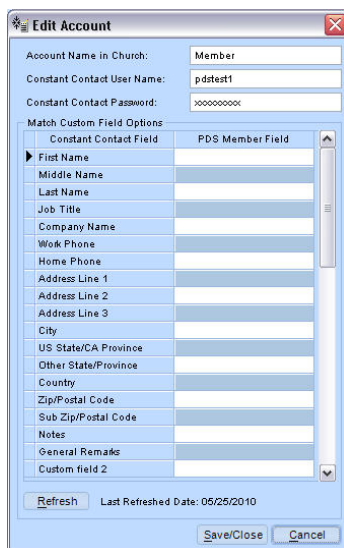 Edit Account
Account Name in Church: Member
Constant Contact User Name: pdstest1
Constant Contact Password: xxxxxxxxx
Match Custom Field Options
Constant Contact Field PDS Member Field
First Name
Middle Name
Last Name
Job Title
Company Name
Work Phone
Home Phone
Address Line 1
Address Line 2
Address Line 3
City
US State/CA Province
Other State/Province
Country
Zip/Postal Code
Sub Zip/Postal Code
Notes
General Remarks
Custom field 2
Refresh Last Refreshed Date: 05/25/2010
Save/Close Cancel